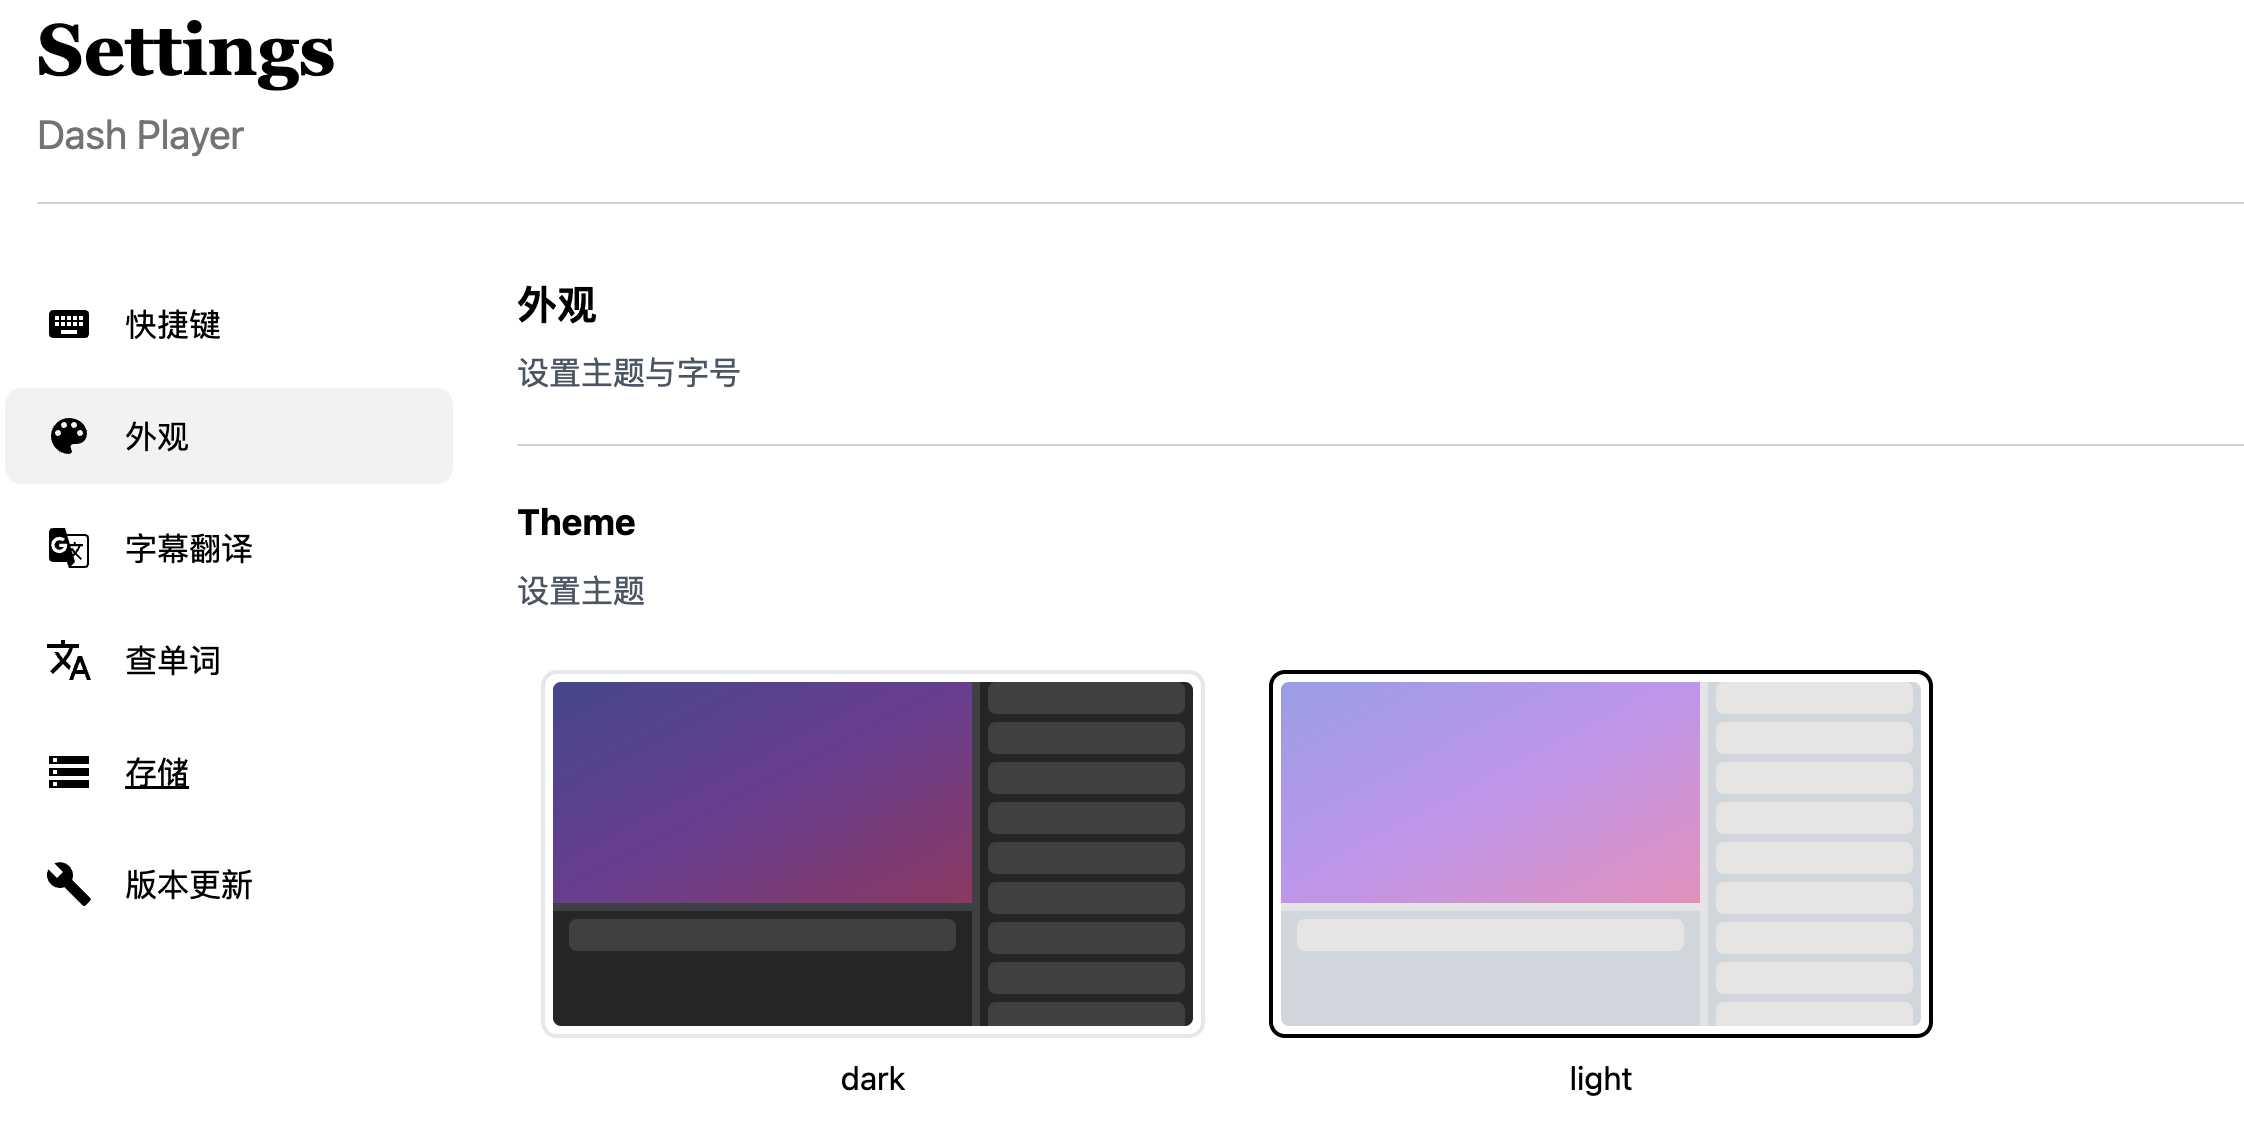 Settings
Dash Player
快捷键
外观
字幕翻译
查单词
存储
版本更新
外观
设置主题与字号
Theme
设置主题
dark
light